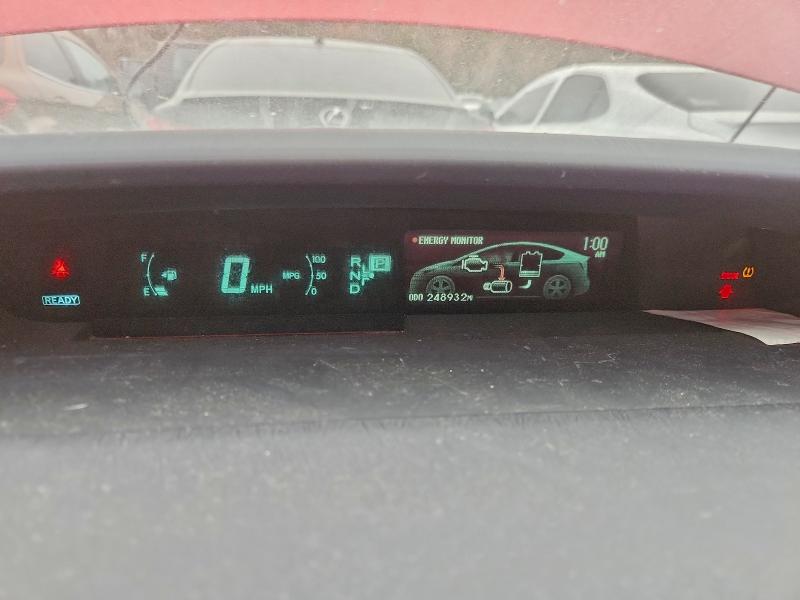 READY
F
E
0 MPH
MPG
100
50
0
R
N
D
P
ENERGY MONITOR
1:00
AM
ODO 248932MI